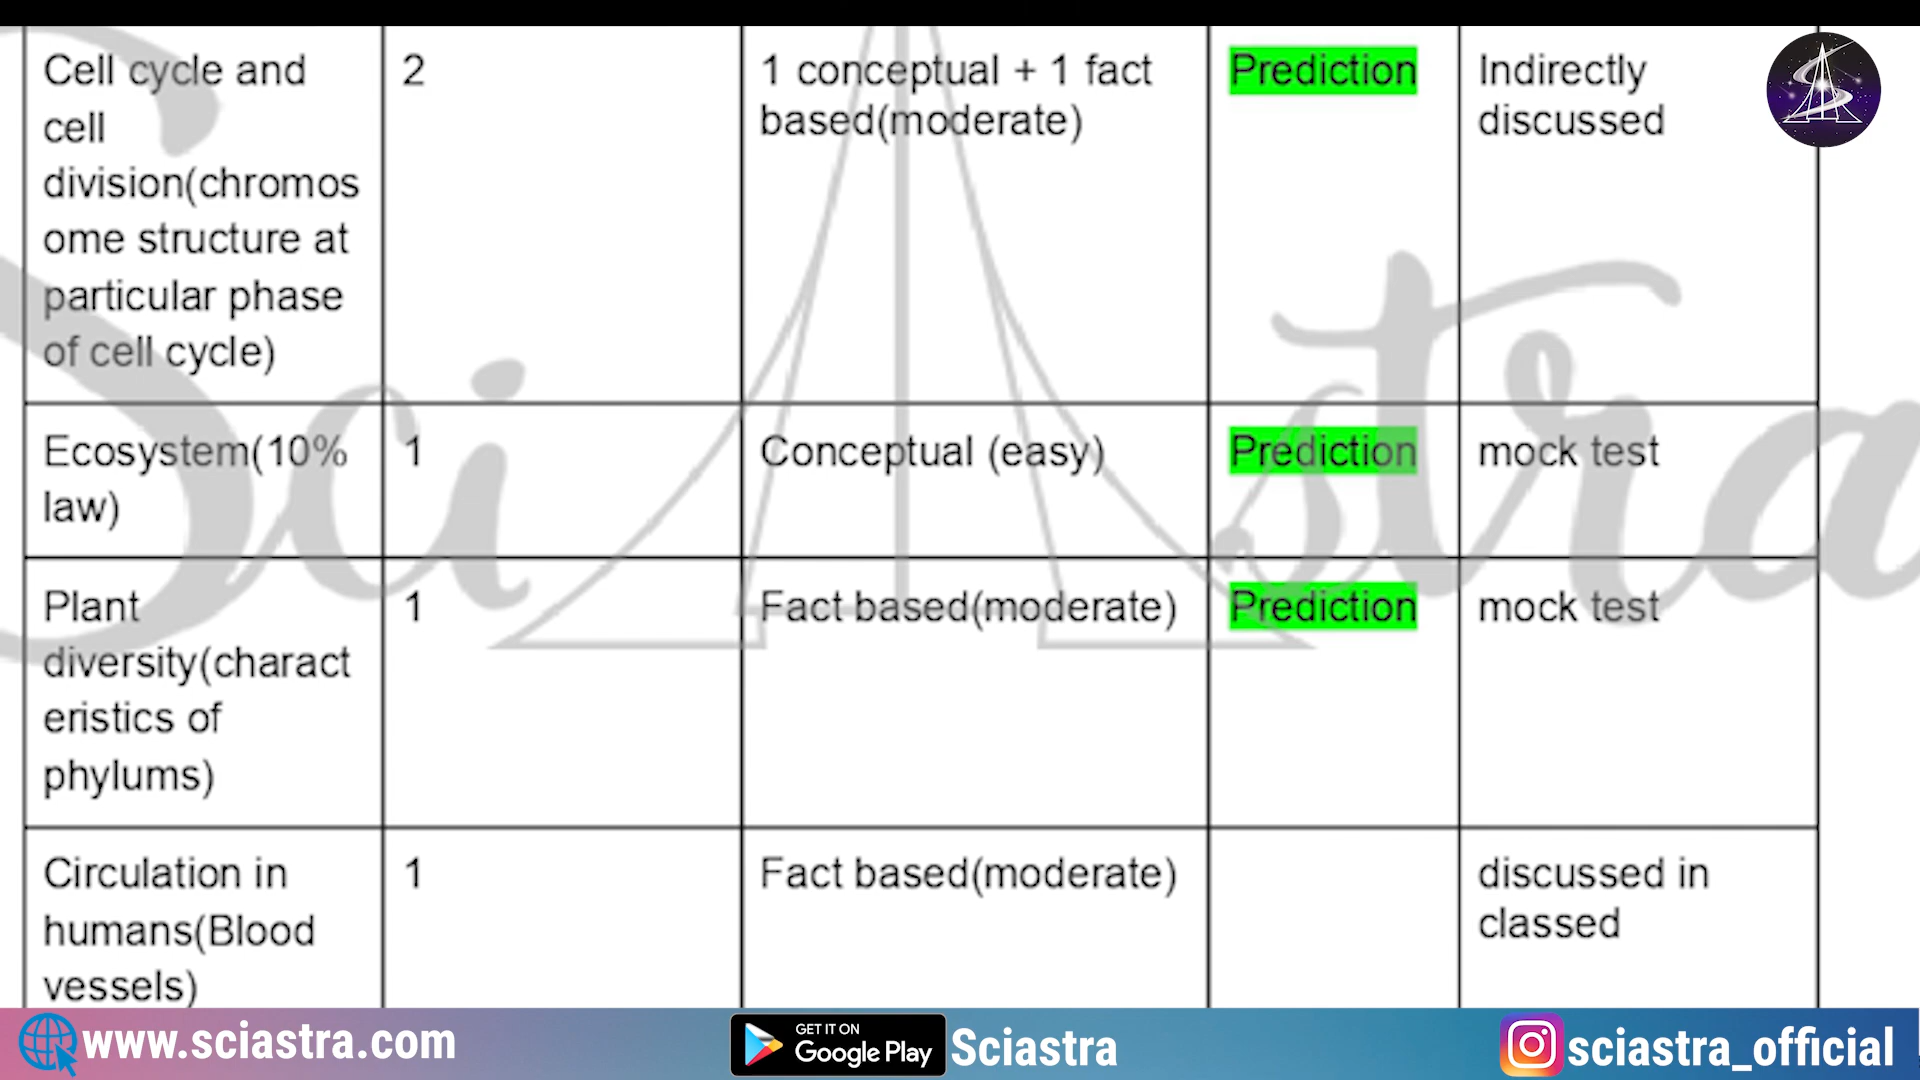 Cell cycle and
cell
division(chromos
ome structure at
particular phase
of cell cycle)
2
1 conceptual + 1 fact
based(moderate)
Prediction
Indirectly
discussed
Ecosystem(10%
law)
1
Conceptual (easy)
Prediction
mock test
Plant
diversity(charact
eristics of
phylums)
1
Fact based(moderate)
Prediction
mock test
Circulation in
humans(Blood
vessels)
1
Fact based(moderate)
discussed in
classed
SciAstra
www.sciastra.com
GET IT ON
Google Play
Sciastra
sciastra_official